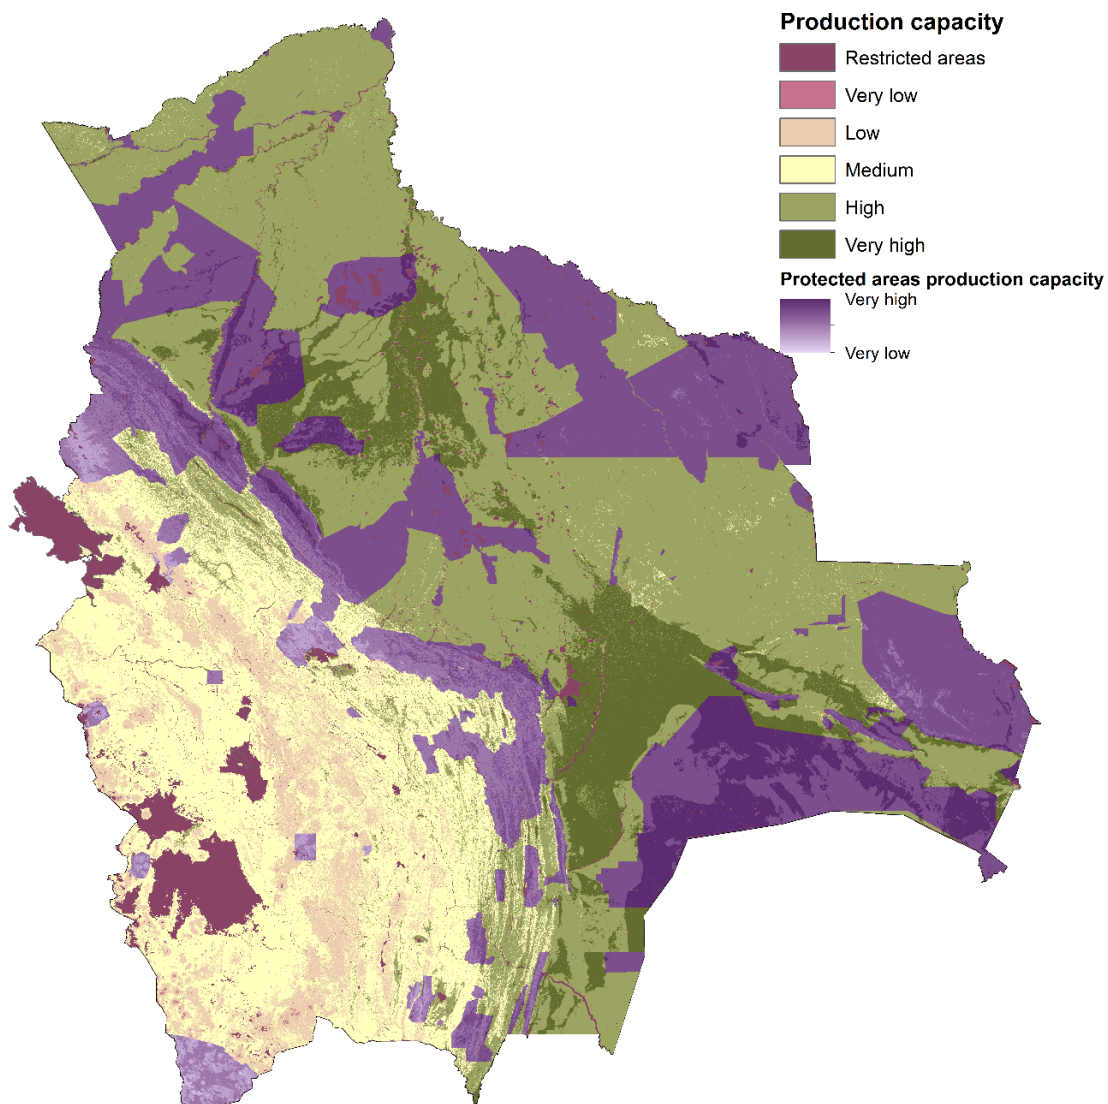 Production capacity
Restricted areas
Very low
Low
Medium
High
Very high
Protected areas production capacity
Very high
Very low